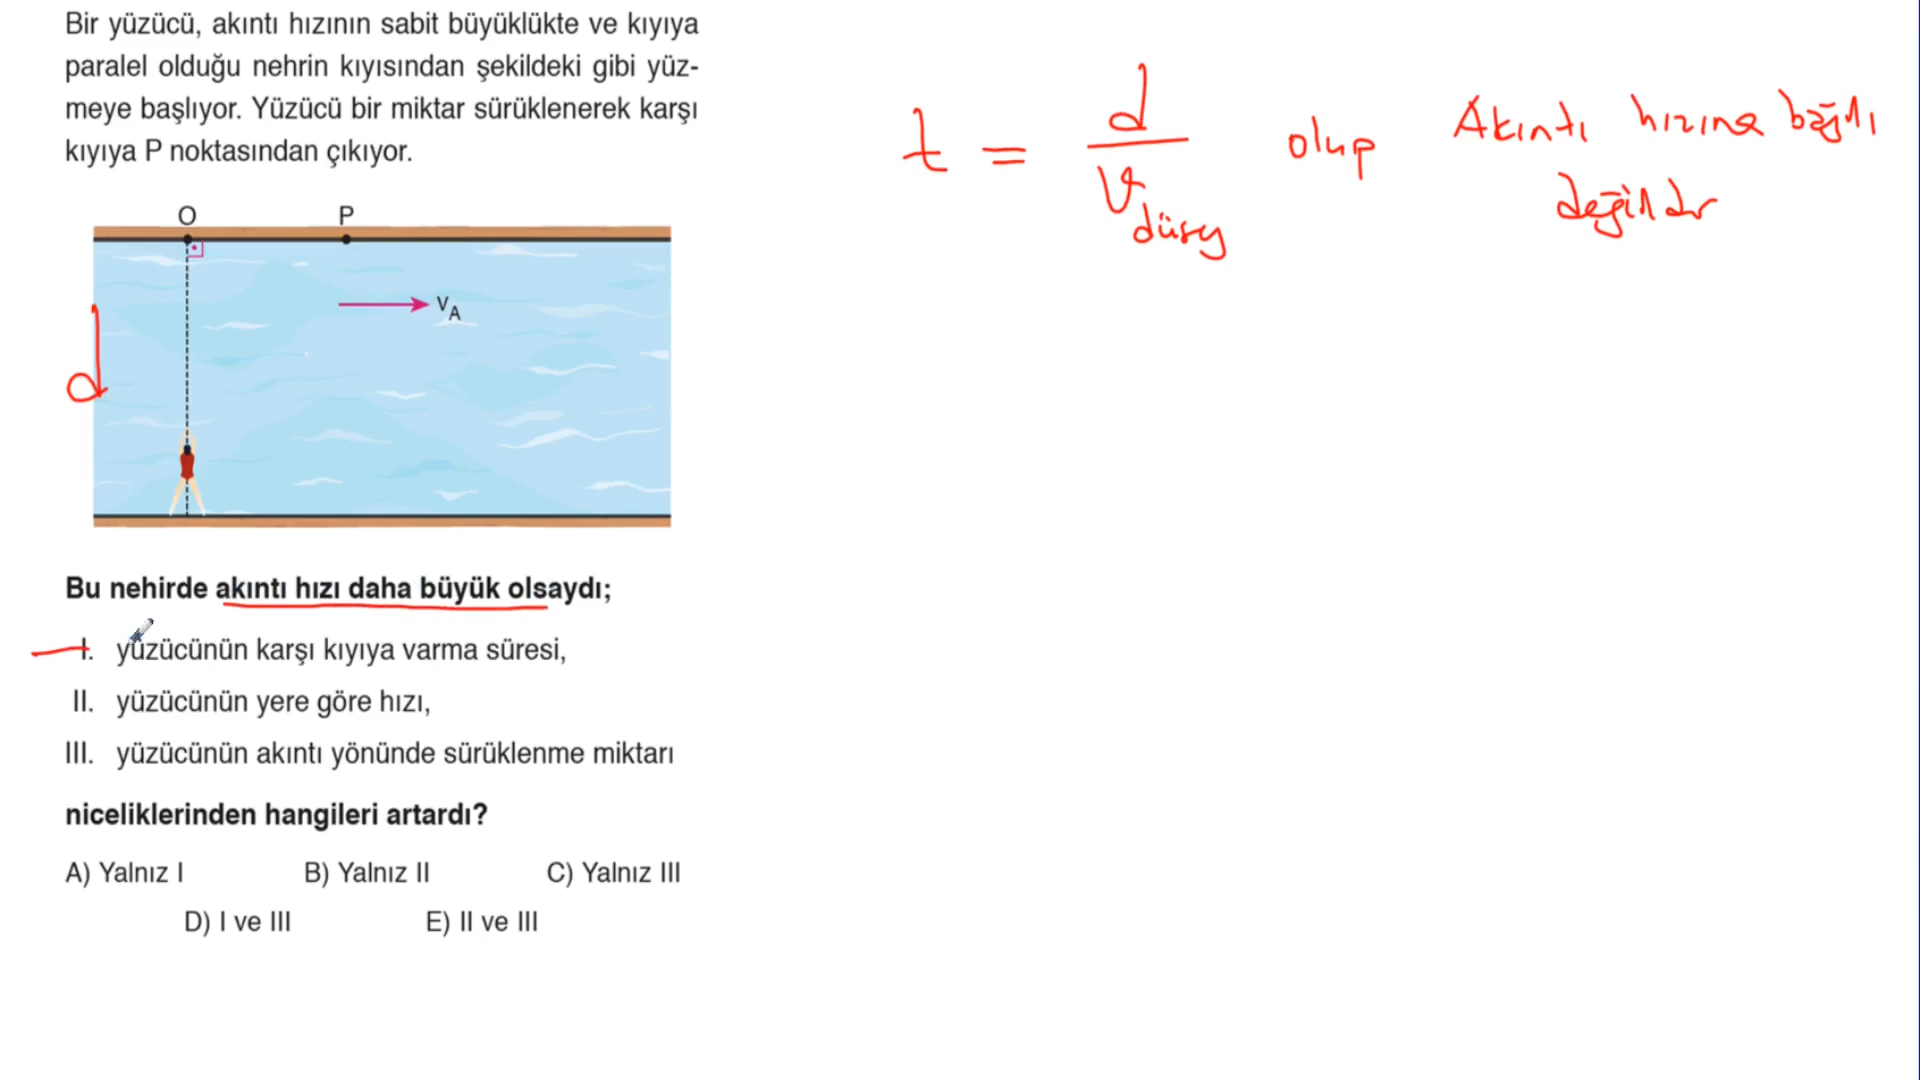 Bir yüzücü, akıntı hızının sabit büyüklükte ve kıyıya
paralel olduğu nehrin kıyısından şekildeki gibi yüz-
meye başlıyor. Yüzücü bir miktar sürüklenerek karşı
kıyıya P noktasından çıkıyor.
O P
V_A
d
Bu nehirde akıntı hızı daha büyük olsaydı;
I. yüzücünün karşı kıyıya varma süresi,
II. yüzücünün yere göre hızı,
III. yüzücünün akıntı yönünde sürüklenme miktarı
niceliklerinden hangileri artardı?
A) Yalnız I B) Yalnız II C) Yalnız III
D) I ve III E) II ve III
t = d / V düşey olup Akıntı hızına bağlı
değildir